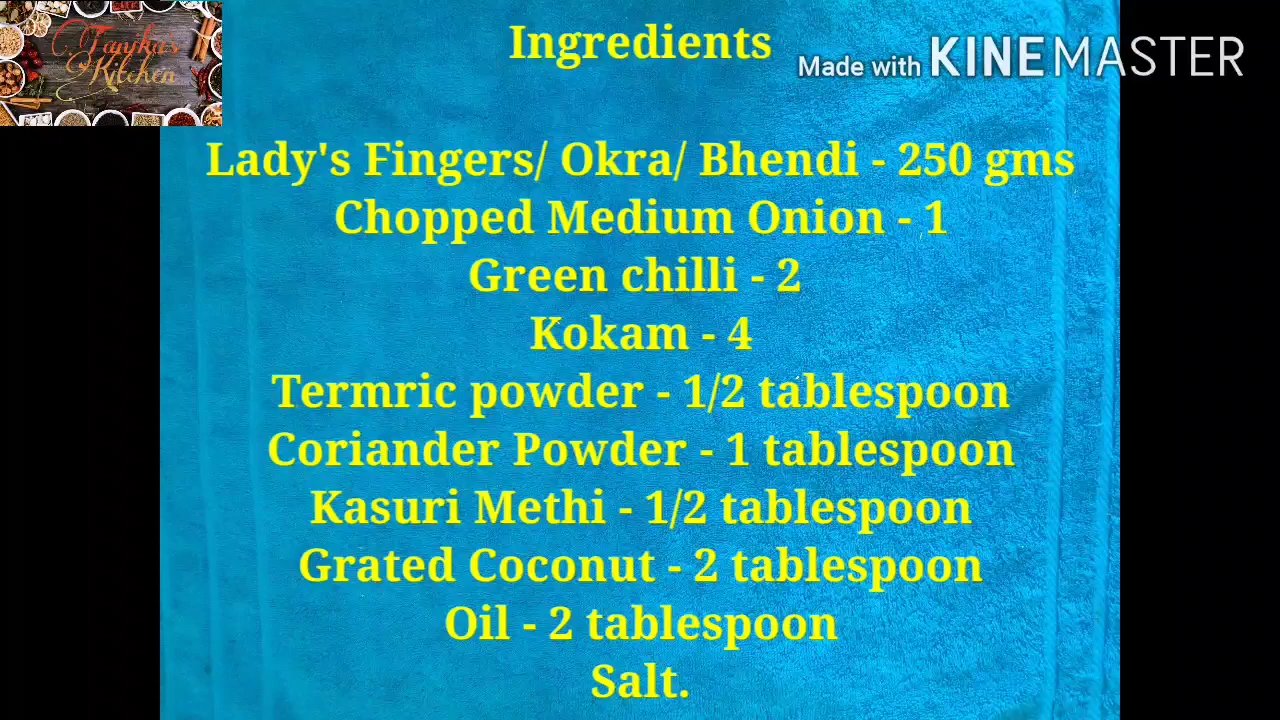 Tanika's
Kitchen
Ingredients
Made with KINEMASTER
Lady's Fingers/ Okra/ Bhendi - 250 gms
Chopped Medium Onion - 1
Green chilli - 2
Kokam - 4
Termric powder - 1/2 tablespoon
Coriander Powder - 1 tablespoon
Kasuri Methi - 1/2 tablespoon
Grated Coconut - 2 tablespoon
Oil - 2 tablespoon
Salt.